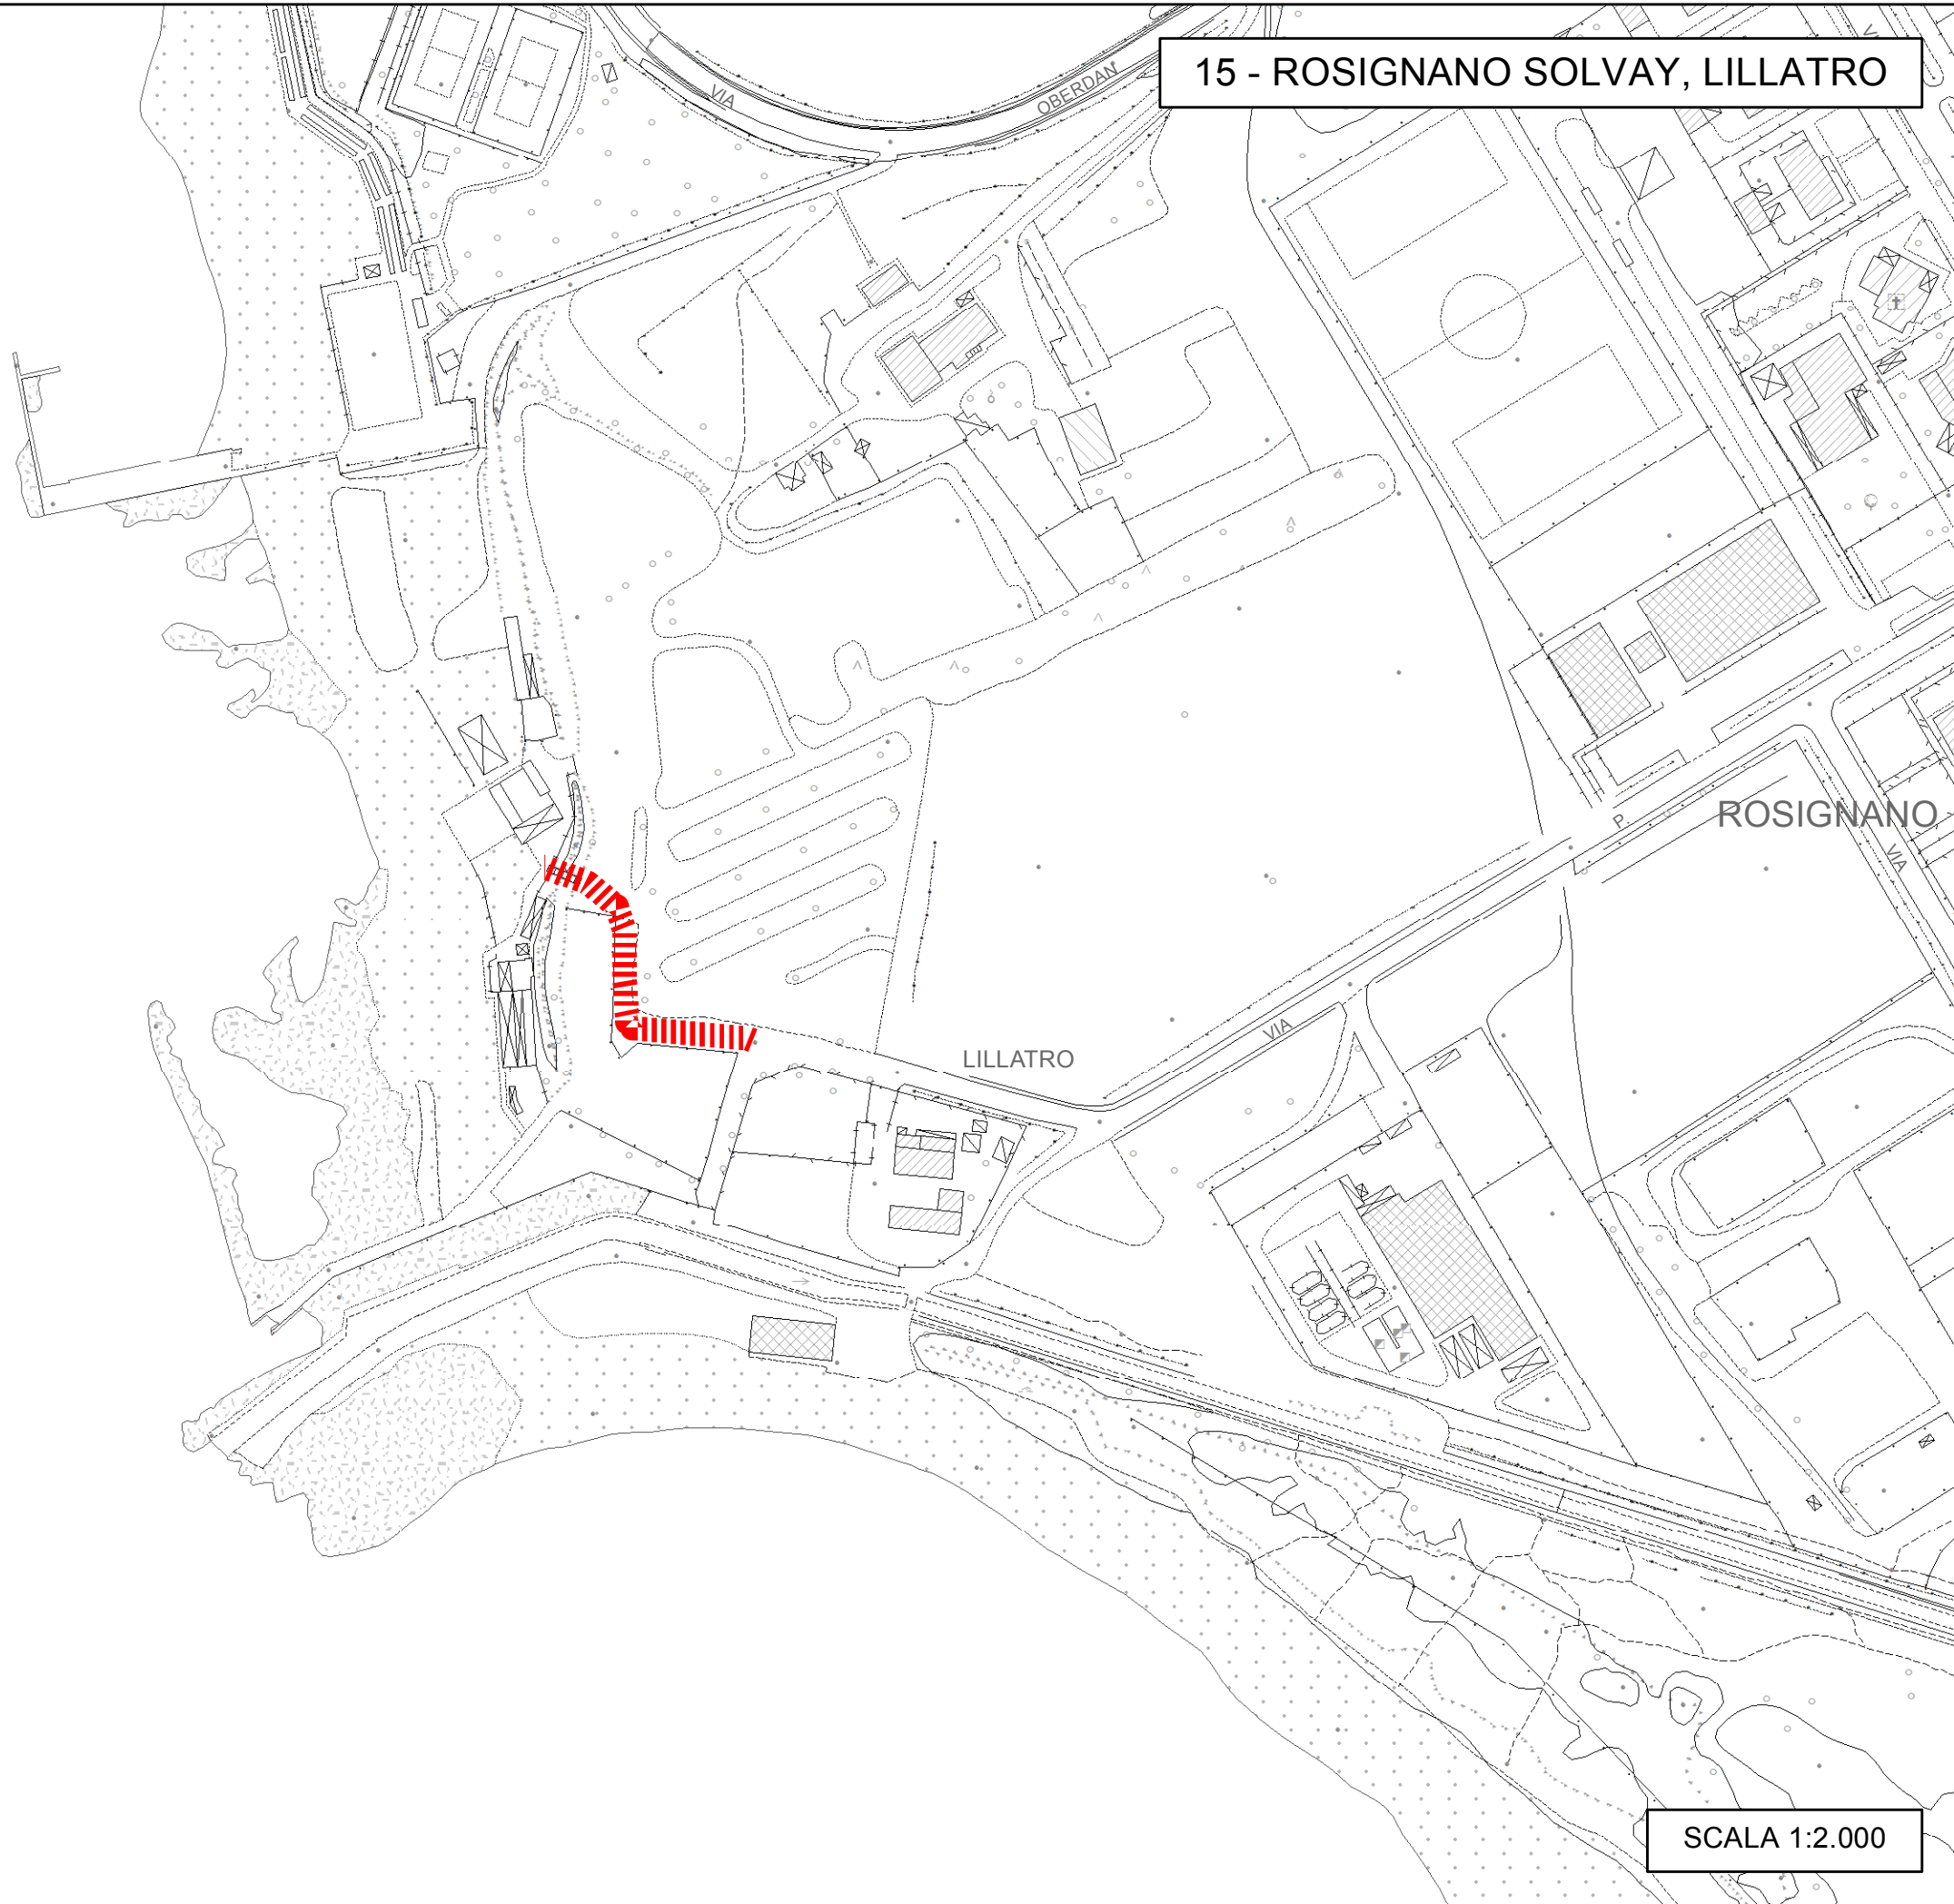 15 - ROSIGNANO SOLVAY, LILLATRO
VIA
OBERDAN
ROSIGNANO
P.
VIA
VIA
LILLATRO
SCALA 1:2.000